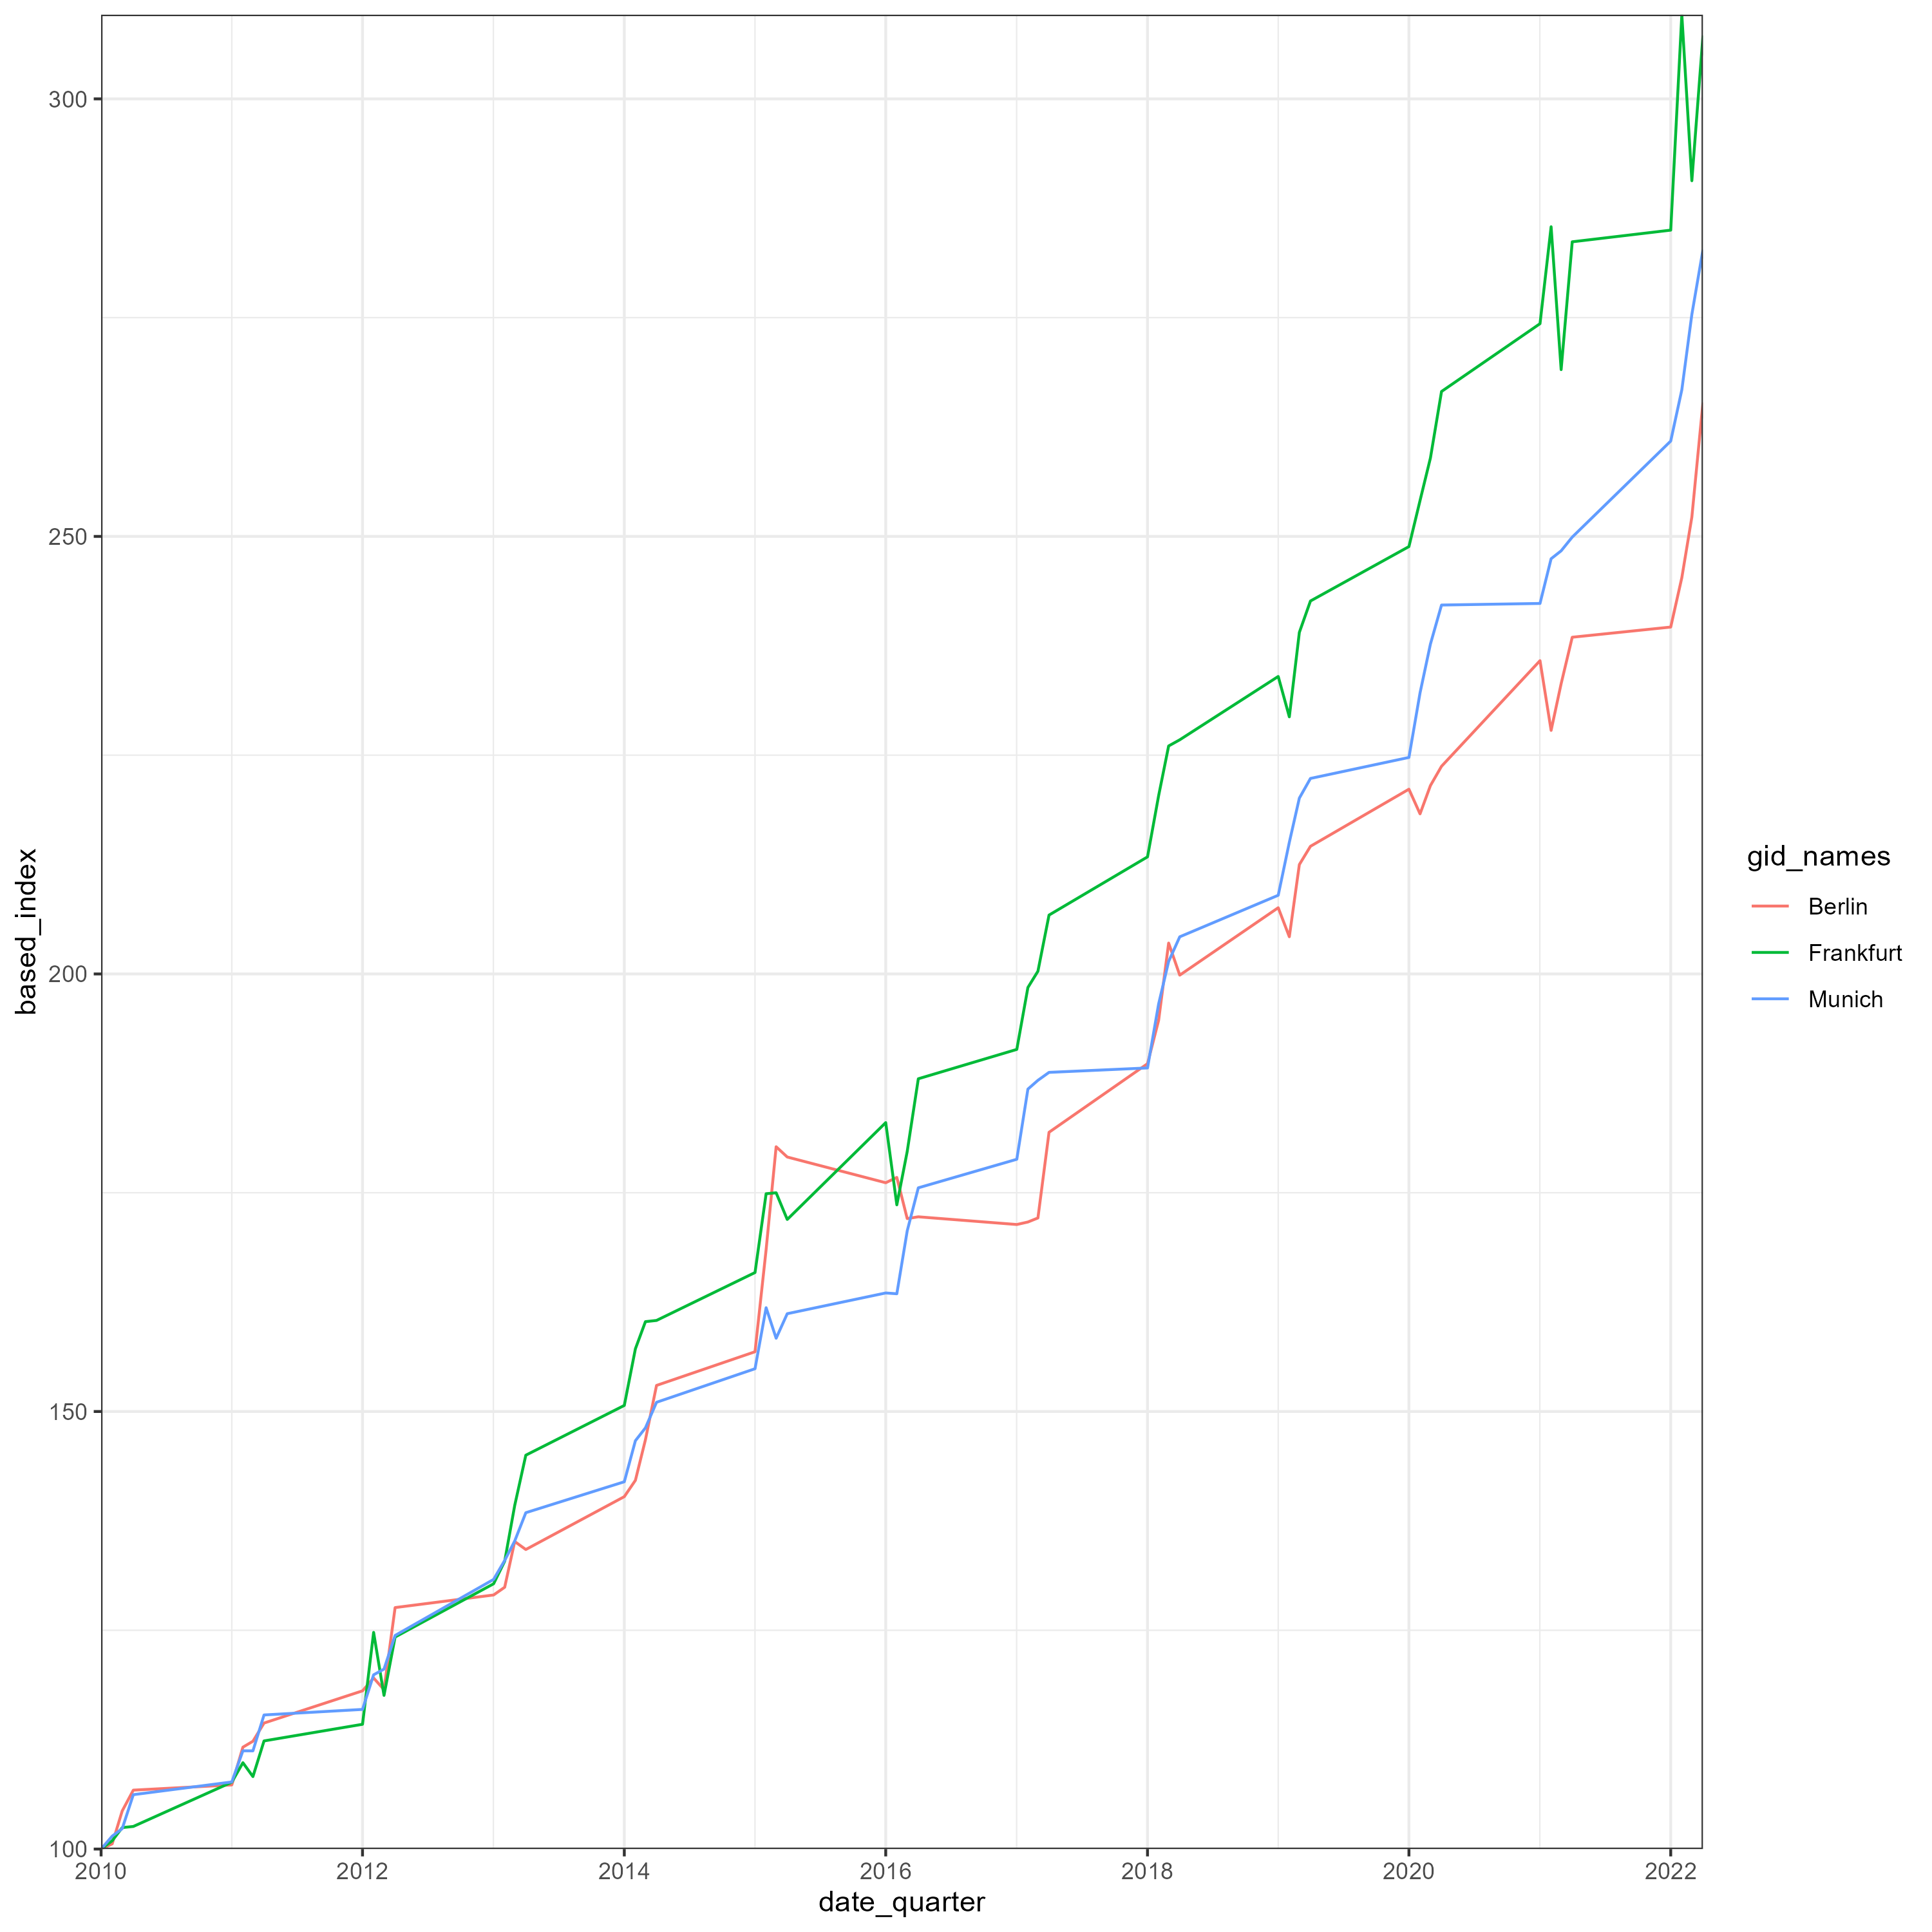 300
250
200
150
100
2010 2012 2014 2016 2018 2020 2022
date_quarter
based_index
gid_names
Berlin
Frankfurt
Munich